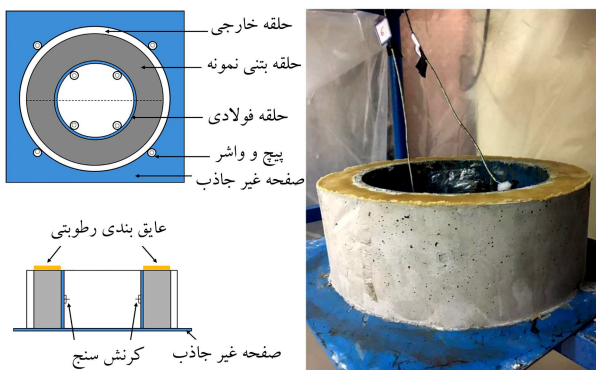 حلقه خارجی
حلقه بتنی نمونه
حلقه فولادی
پیچ و واشر
صفحه غیر جاذب
عایق بندی رطوبتی
کرنش سنج
صفحه غیر جاذب